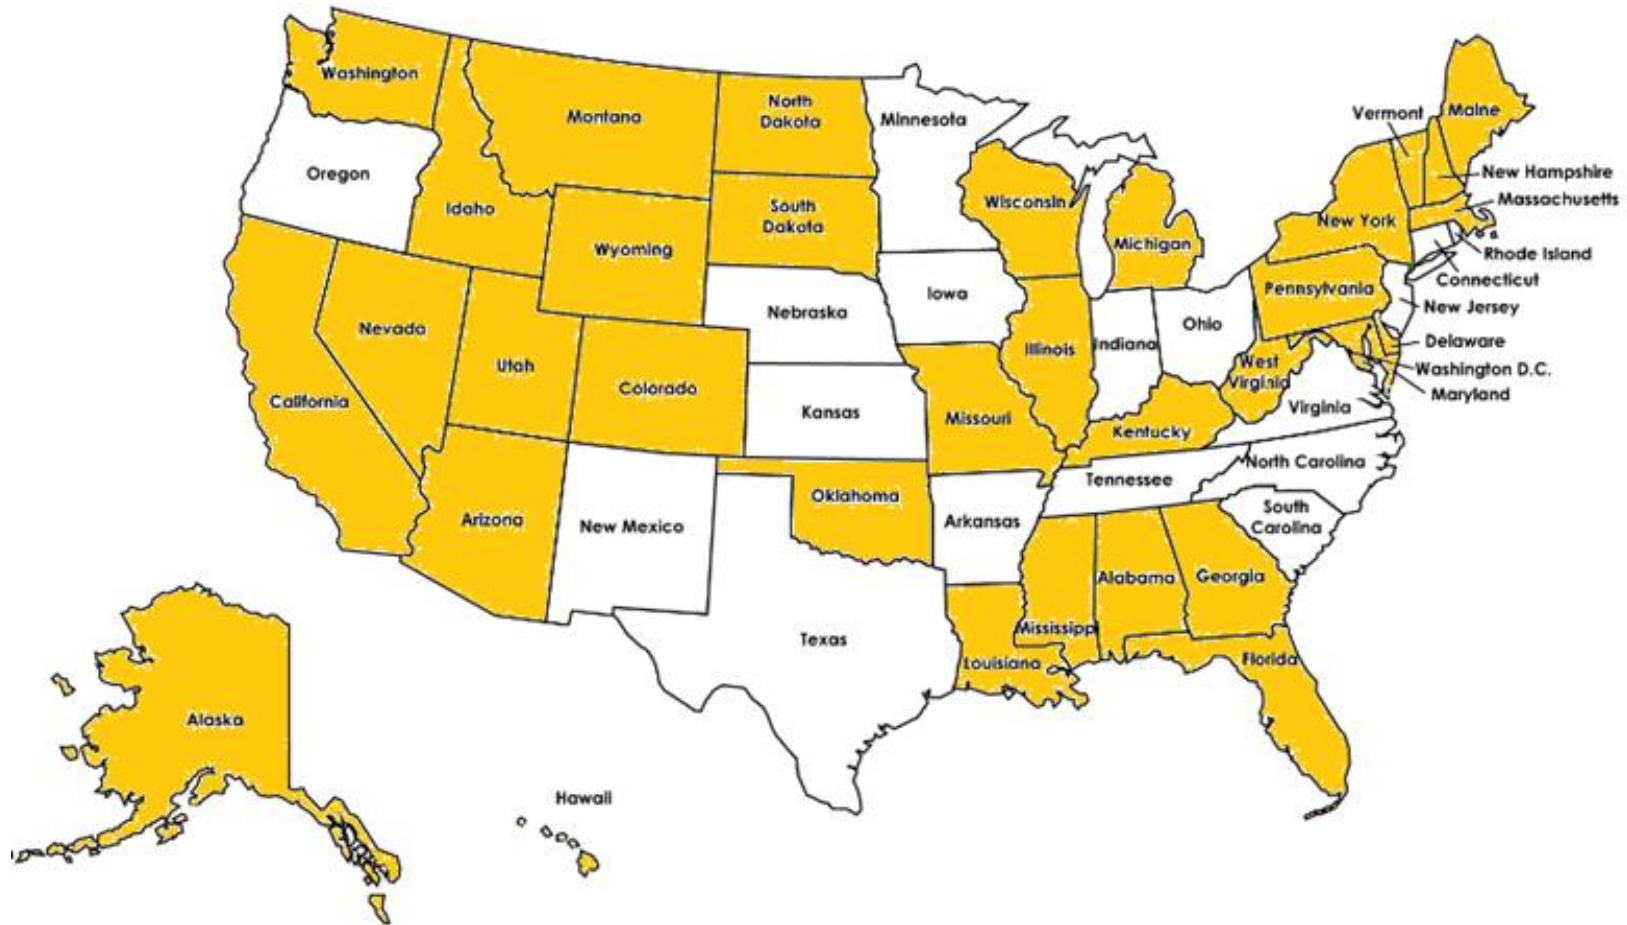 Washington
Montana
North
Dakota
Minnesota
Vermont
Maine
Oregon
Idaho
Wyoming
South
Dakota
Wisconsin
Michigan
New York
New Hampshire
Massachusetts
Rhode Island
Connecticut
New Jersey
Delaware
Washington D.C.
Maryland
Pennsylvania
Iowa
Nebraska
Nevada
Utah
Colorado
California
Illinois
Indiana
Ohio
West
Virginia
Virginia
Kansas
Missouri
Kentucky
Arizona
New Mexico
Oklahoma
Arkansas
Tennessee
North Carolina
South
Carolina
Texas
Mississippi
Alabama
Georgia
Louisiana
Florida
Alaska
Hawaii